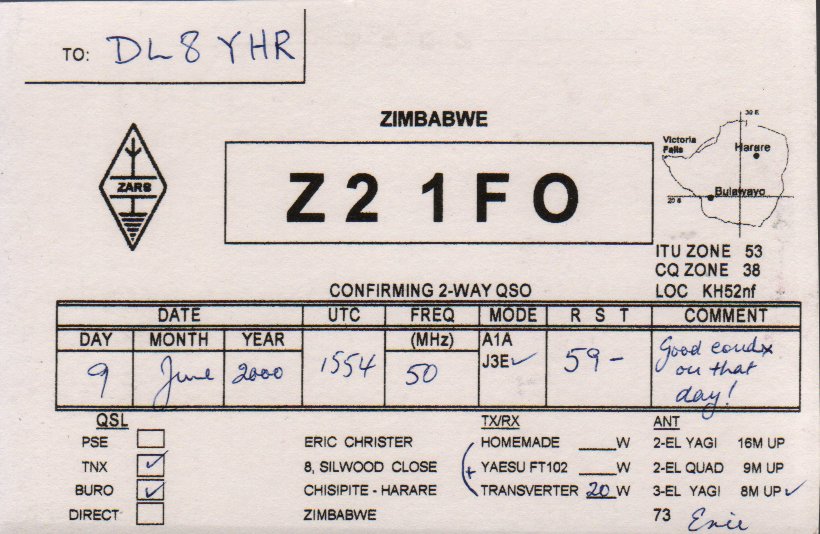 TO: DL8YHR
ZIMBABWE
ZARS
Z2 1FO
30 E
Victoria
Falls
Harare
Bulawayo
20 S
ITU ZONE 53
CQ ZONE 38
LOC KH52nf
CONFIRMING 2-WAY QSO
DATE UTC FREQ MODE R S T COMMENT
DAY MONTH YEAR (MHz) A1A
J3E ✓
9 June 2000 1554 50 59 - Good condx
on that
day!
QSL TX/RX ANT
PSE ERIC CHRISTER HOMEMADE ___W 2-EL YAGI 16M UP
TNX ✓ 8, SILWOOD CLOSE + YAESU FT102 ___W 2-EL QUAD 9M UP
BURO ✓ CHISIPITE - HARARE TRANSVERTER 20 W 3-EL YAGI 8M UP ✓
DIRECT ZIMBABWE 73 Eric